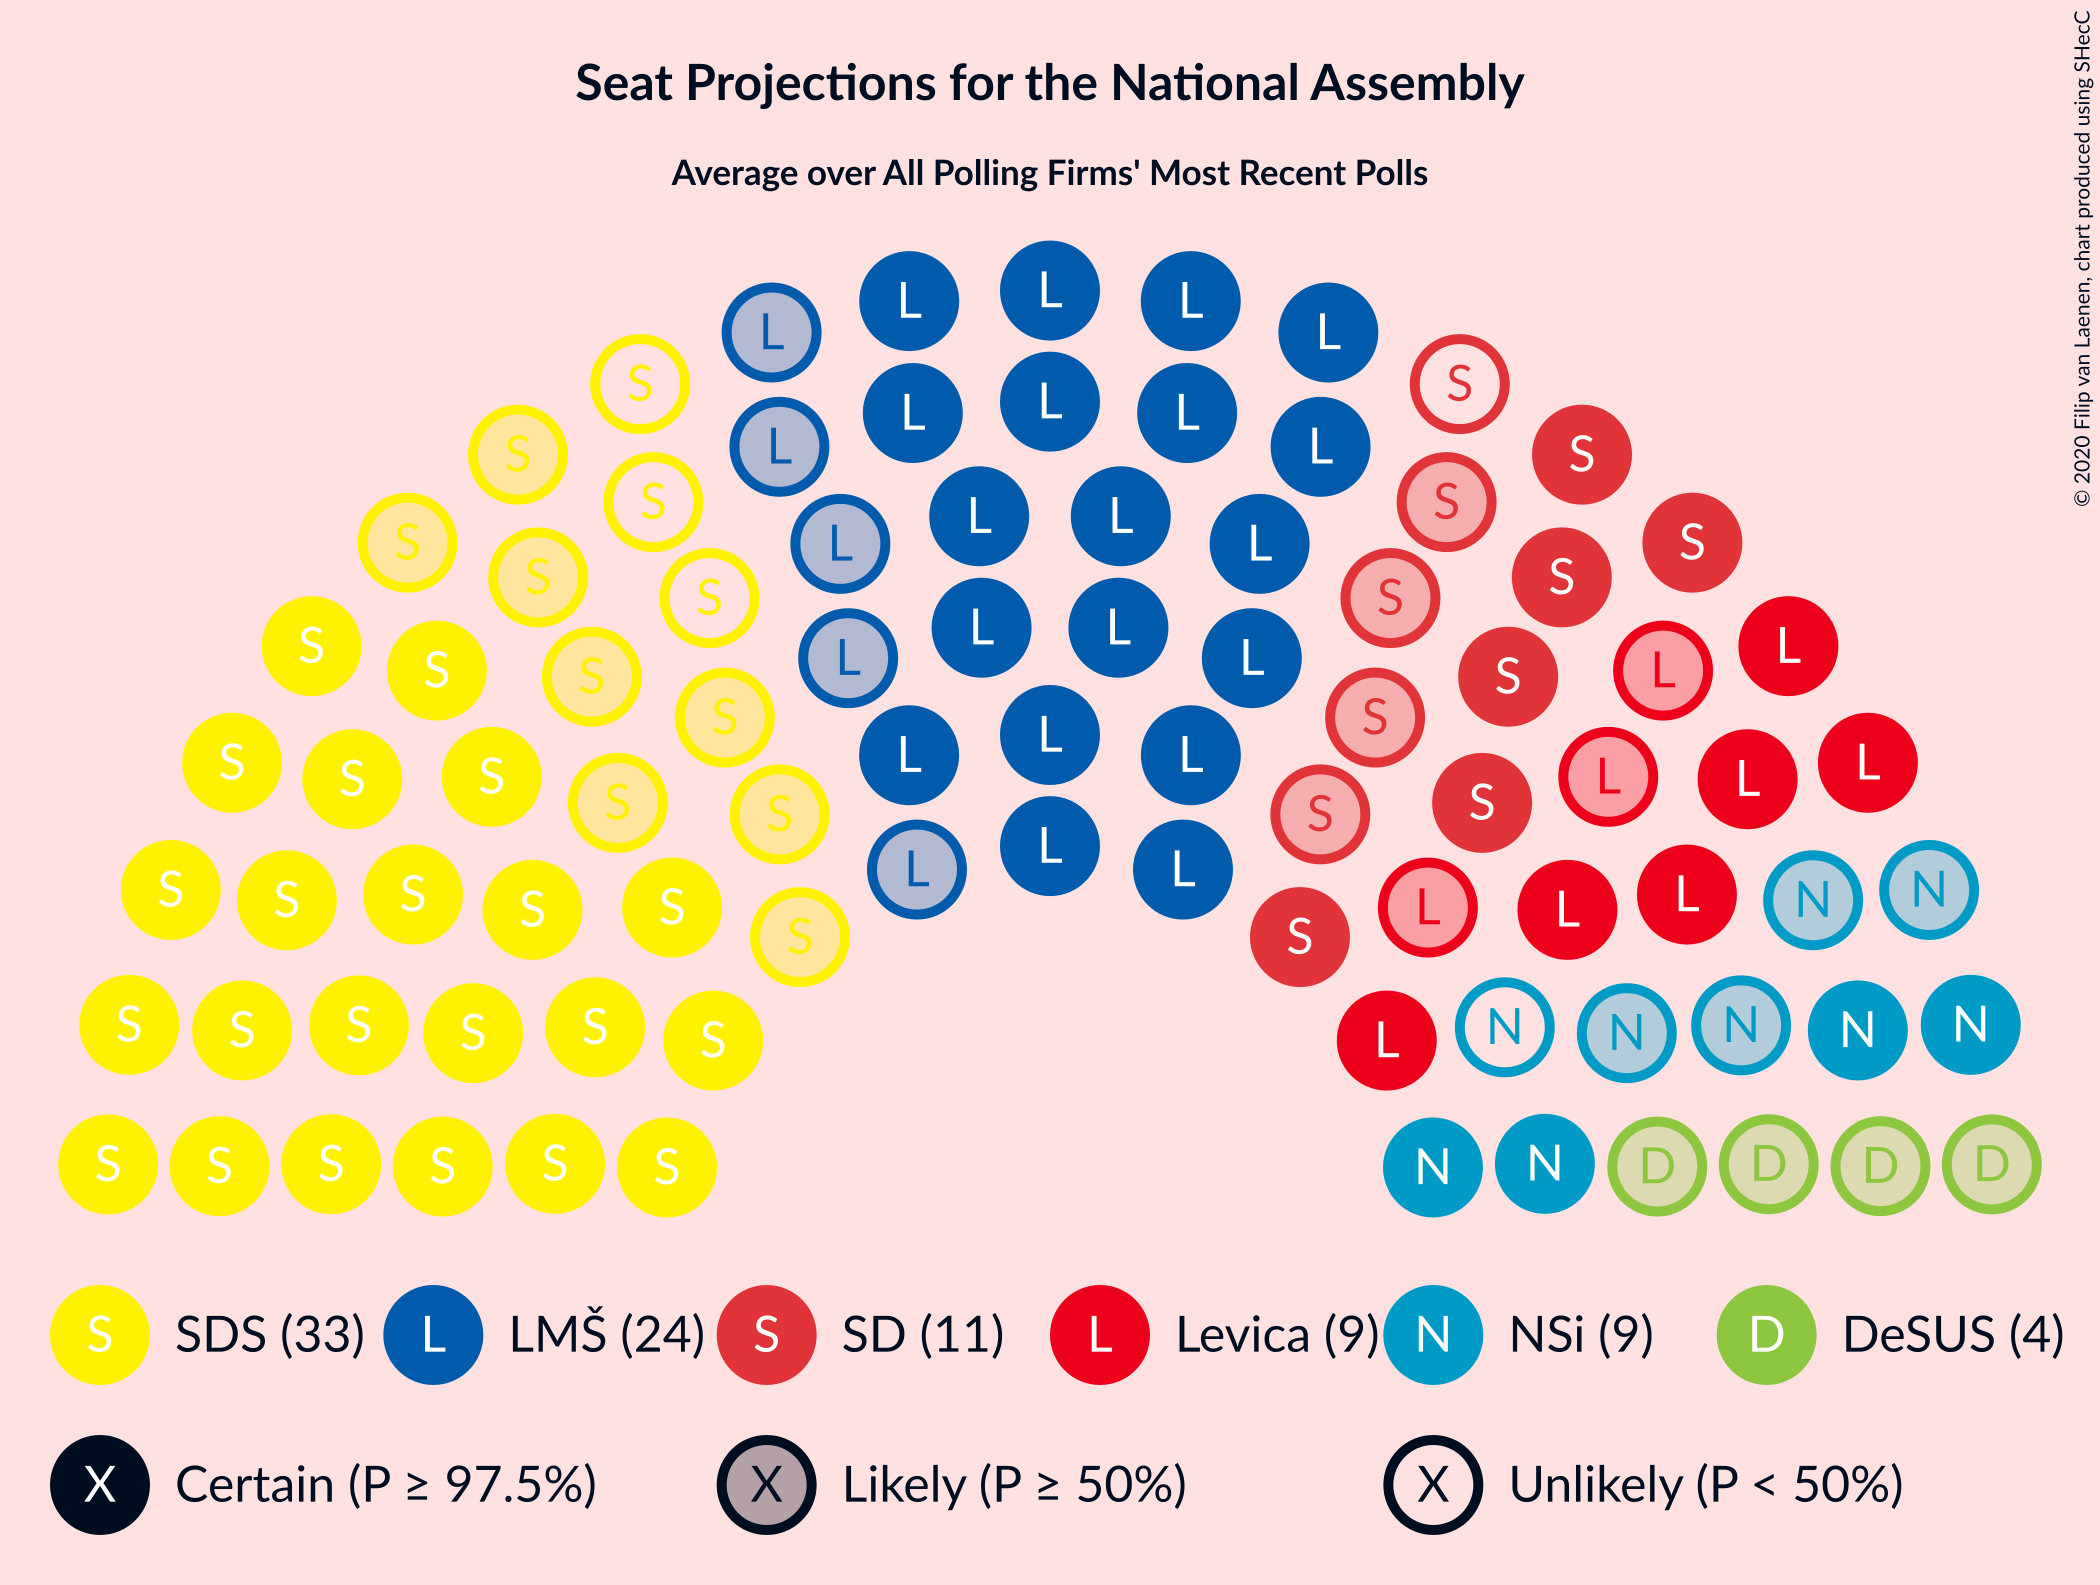 Seat Projections for the National Assembly
Average over All Polling Firms' Most Recent Polls
© 2020 Filip van Laenen, chart produced using SHecC
L L L L L
S S
L L L L L
S S S S
L L L L
S S S S
L L L L
S S S S
S S L L
S S L L L
S S S S L L L
S S S S
S S S S S S L L L S L L L N N
S S S S S S L N N N N N
S S S S S S N N D D D D
S SDS (33) L LMŠ (24) S SD (11) L Levica (9) N NSi (9) D DeSUS (4)
X Certain (P ≥ 97.5%) X Likely (P ≥ 50%) X Unlikely (P < 50%)